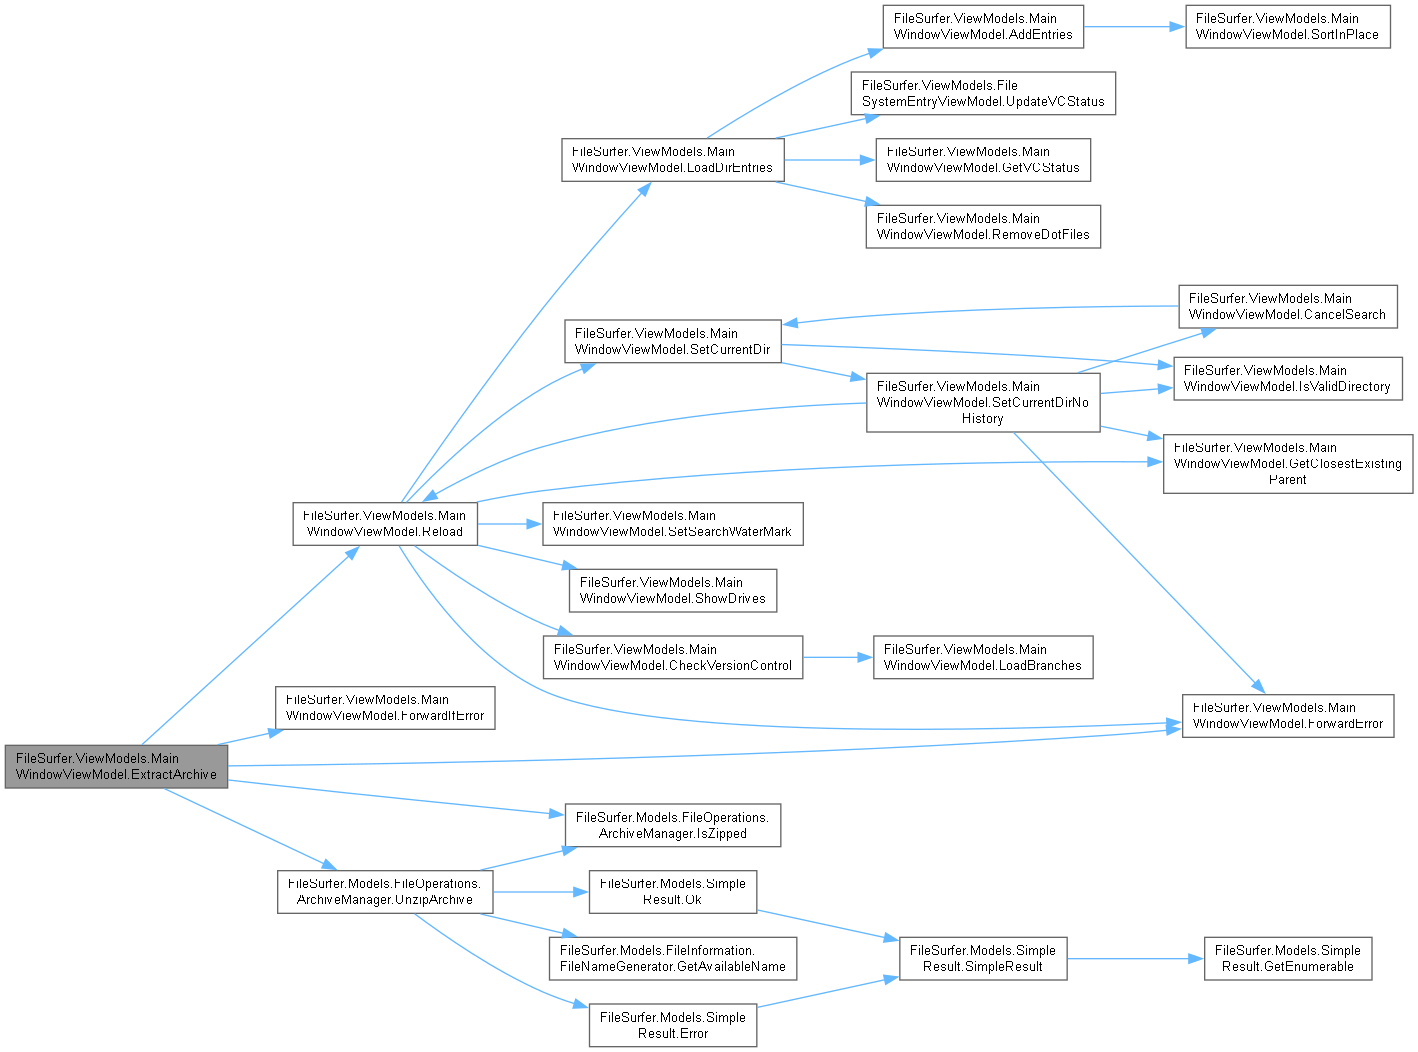 FileSurfer.ViewModels.Main
WindowViewModel.AddEntries
FileSurfer.ViewModels.Main
WindowViewModel.SortInPlace
FileSurfer.ViewModels.File
SystemEntryViewModel.UpdateVCStatus
FileSurfer.ViewModels.Main
WindowViewModel.LoadDirEntries
FileSurfer.ViewModels.Main
WindowViewModel.GetVCStatus
FileSurfer.ViewModels.Main
WindowViewModel.RemoveDotFiles
FileSurfer.ViewModels.Main
WindowViewModel.CancelSearch
FileSurfer.ViewModels.Main
WindowViewModel.SetCurrentDir
FileSurfer.ViewModels.Main
WindowViewModel.IsValidDirectory
FileSurfer.ViewModels.Main
WindowViewModel.SetCurrentDirNo
History
FileSurfer.ViewModels.Main
WindowViewModel.GetClosestExisting
Parent
FileSurfer.ViewModels.Main
WindowViewModel.Reload
FileSurfer.ViewModels.Main
WindowViewModel.SetSearchWaterMark
FileSurfer.ViewModels.Main
WindowViewModel.ShowDrives
FileSurfer.ViewModels.Main
WindowViewModel.CheckVersionControl
FileSurfer.ViewModels.Main
WindowViewModel.LoadBranches
FileSurfer.ViewModels.Main
WindowViewModel.ForwardIfError
FileSurfer.ViewModels.Main
WindowViewModel.ForwardError
FileSurfer.ViewModels.Main
WindowViewModel.ExtractArchive
FileSurfer.Models.FileOperations.
ArchiveManager.IsZipped
FileSurfer.Models.FileOperations.
ArchiveManager.UnzipArchive
FileSurfer.Models.Simple
Result.Ok
FileSurfer.Models.FileInformation.
FileNameGenerator.GetAvailableName
FileSurfer.Models.Simple
Result.SimpleResult
FileSurfer.Models.Simple
Result.GetEnumerable
FileSurfer.Models.Simple
Result.Error